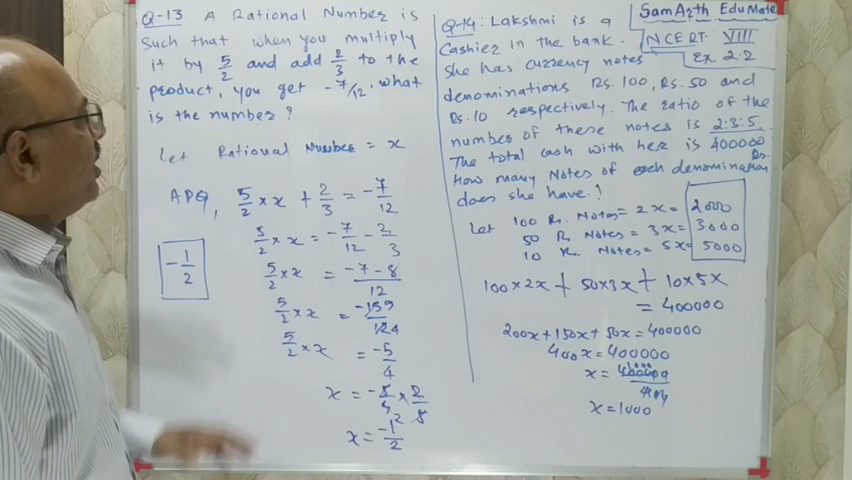 Q-13. A Rational Number is
such that when you multiply
it by 5/2 and add 2/3 to the
product, you get -7/12. what
is the number?
Let Rational Number = x
APQ, 5/2 × x + 2/3 = -7/12
5/2 × x = -7/12 - 2/3
5/2 × x = -7-8/12
5/2 × x = -15/12
5/2 × x = -5/4
x = -5/4 × 2/5
x = -1/2
-1/2
SamArth EduMate
NCERT VIII
Ex. 2.2
Q-14: Lakshmi is a
Cashier in the bank.
She has currency notes
denominations Rs. 100, Rs. 50 and
Rs. 10 respectively. The ratio of the
number of these notes is 2:3:5.
The total cash with her is 400000 Rs.
How many Notes of each denomination
does she have?
Let 100 Rs. Notes = 2x = 2000
50 Rs Notes = 3x = 3000
10 Rs. Notes = 5x = 5000
100×2x + 50×3x + 10×5x
= 400000
200x + 150x + 50x = 400000
400x = 400000
x = 400000/400
x = 1000